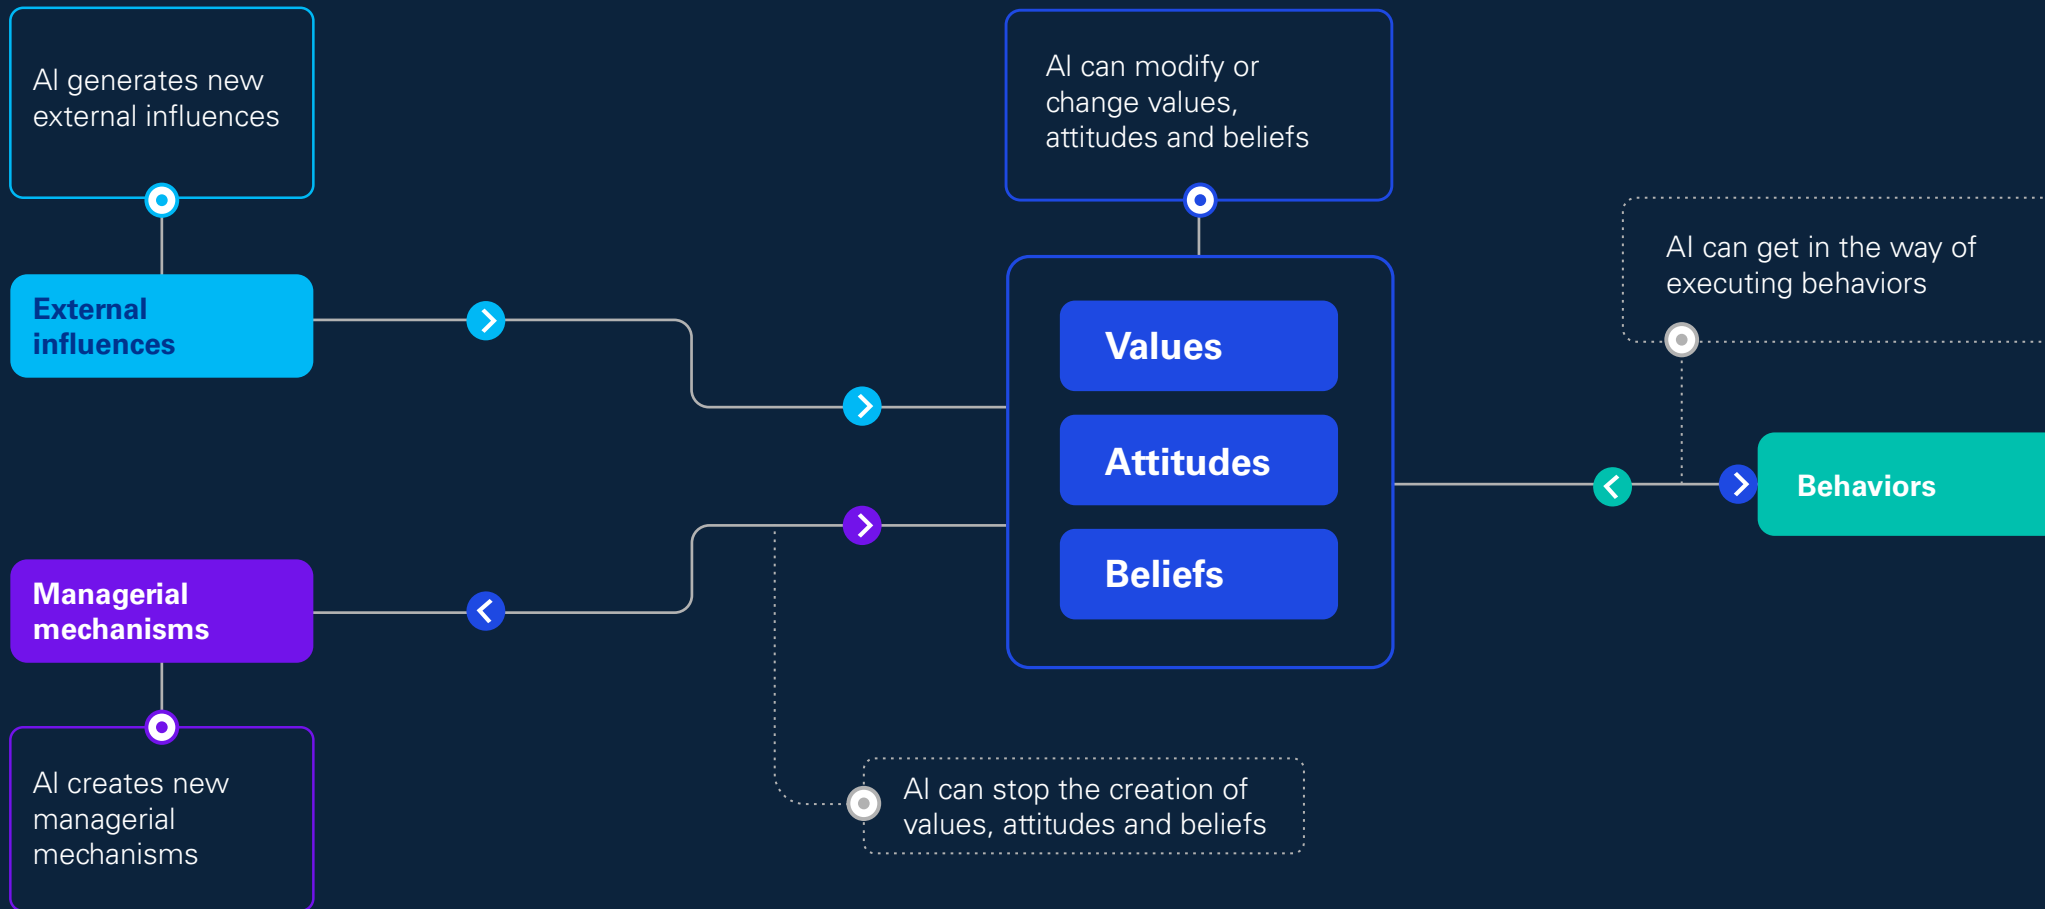 AI generates new
external influences
AI can modify or
change values,
attitudes and beliefs
AI can get in the way of
executing behaviors
External
influences
Values
Attitudes
Beliefs
Behaviors
Managerial
mechanisms
AI creates new
managerial
mechanisms
AI can stop the creation of
values, attitudes and beliefs